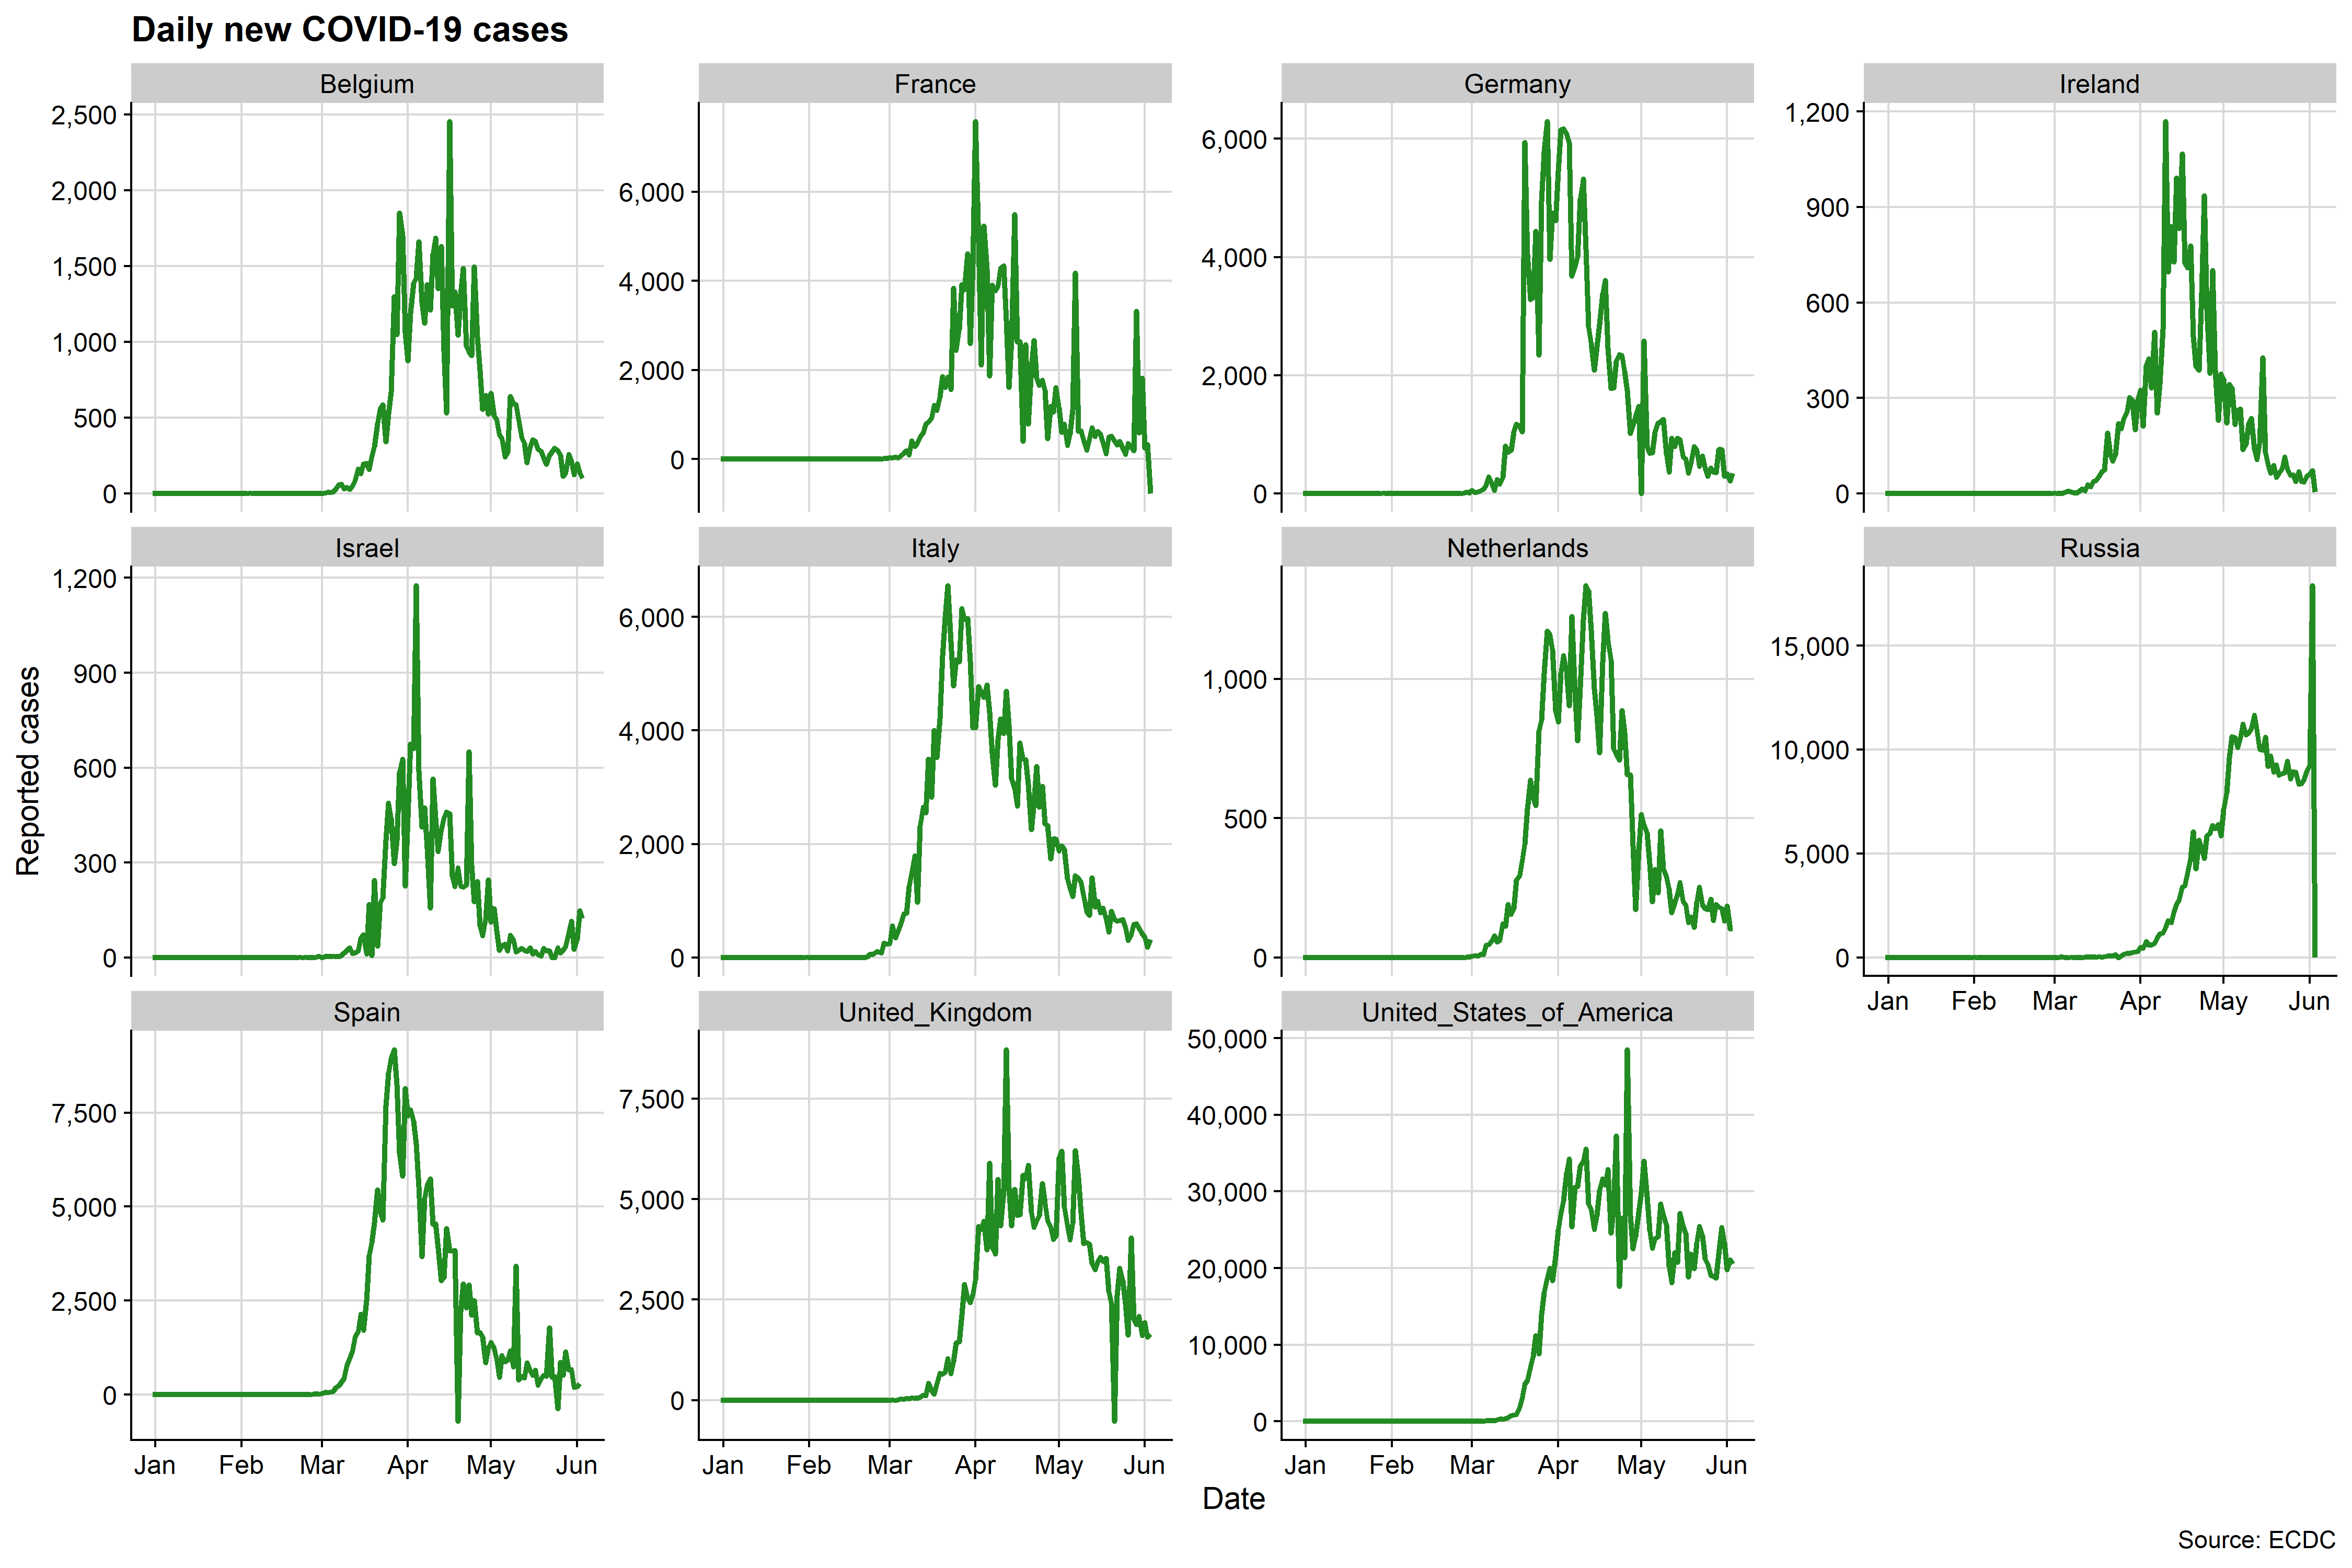 Daily new COVID-19 cases
Belgium
France
Germany
Ireland
2,500
2,000
1,500
1,000
500
0
6,000
4,000
2,000
0
6,000
4,000
2,000
0
1,200
900
600
300
0
Israel
Italy
Netherlands
Russia
1,200
900
600
300
0
6,000
4,000
2,000
0
1,000
500
0
15,000
10,000
5,000
0
Jan Feb Mar Apr May Jun
Spain
United_Kingdom
United_States_of_America
7,500
5,000
2,500
0
7,500
5,000
2,500
0
50,000
40,000
30,000
20,000
10,000
0
Jan Feb Mar Apr May Jun
Jan Feb Mar Apr May Jun
Jan Feb Mar Apr May Jun
Reported cases
Date
Source: ECDC